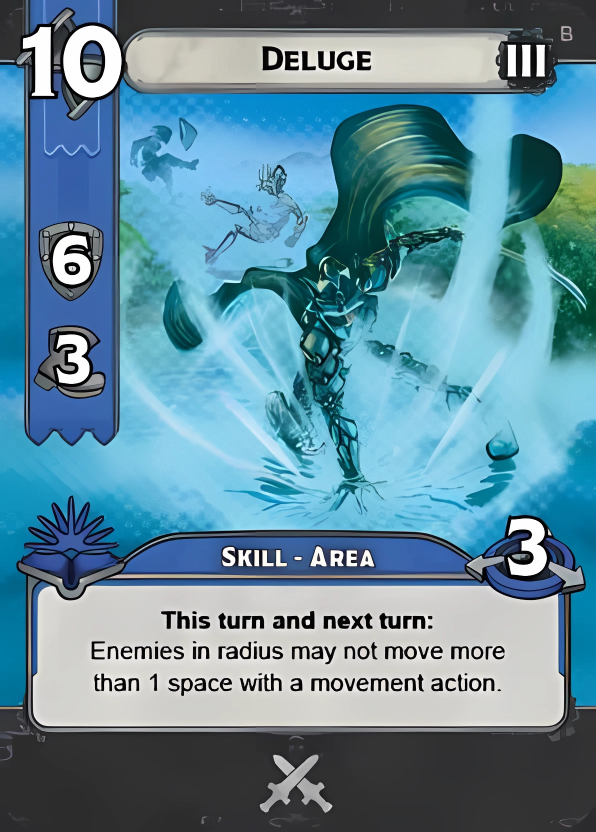 10
DELUGE
III
B
6
3
SKILL - AREA
3
This turn and next turn:
Enemies in radius may not move more
than 1 space with a movement action.